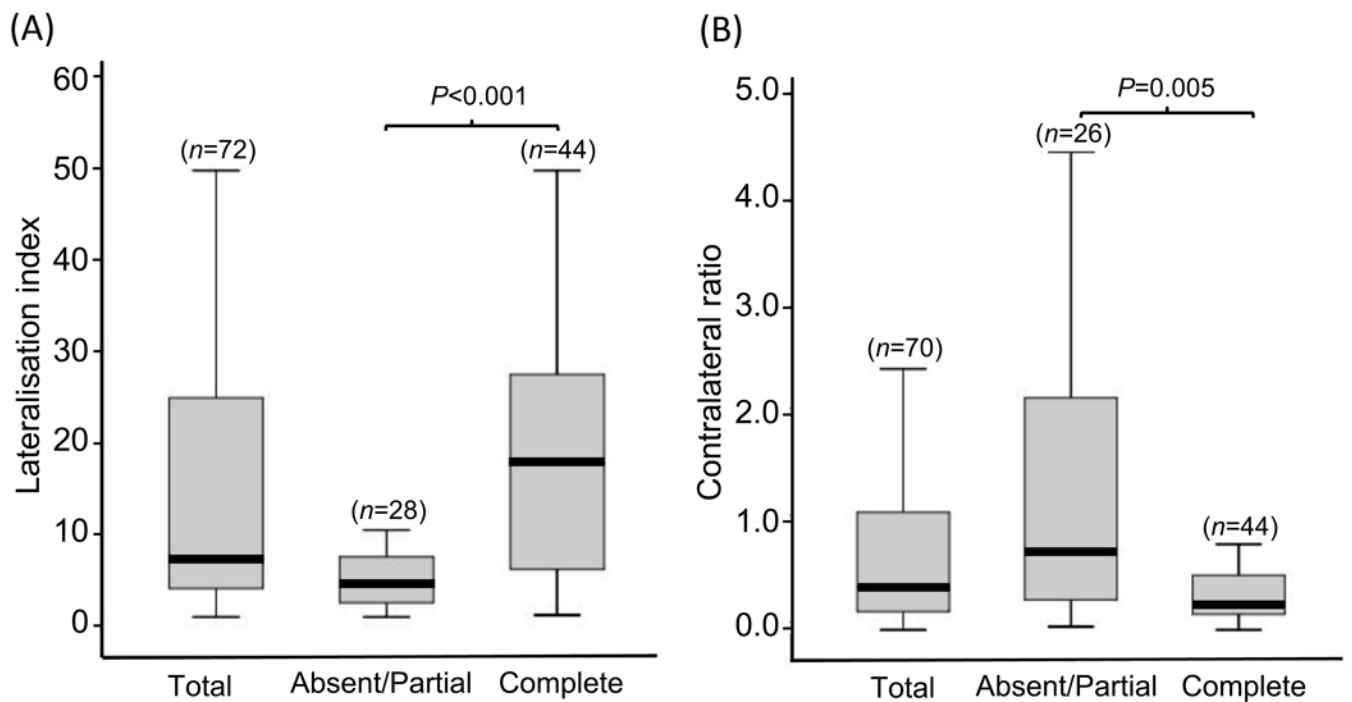 (A)
Lateralisation index
60
50
40
30
20
10
0
P<0.001
(n=72)
(n=28)
(n=44)
Total
Absent/Partial
Complete
(B)
Contralateral ratio
5.0
4.0
3.0
2.0
1.0
0.0
P=0.005
(n=70)
(n=26)
(n=44)
Total
Absent/Partial
Complete